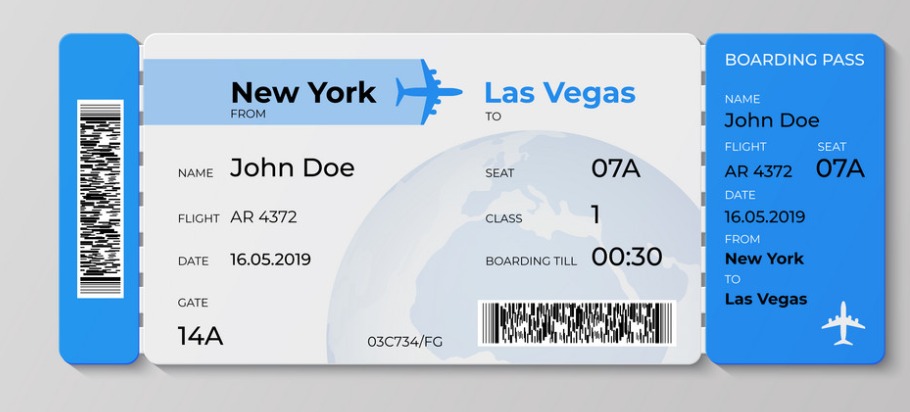 New York
FROM
Las Vegas
TO
NAME John Doe
SEAT 07A
FLIGHT AR 4372
CLASS 1
DATE 16.05.2019
BOARDING TILL 00:30
GATE
14A
03C734/FG
BOARDING PASS
NAME
John Doe
FLIGHT SEAT
AR 4372 07A
DATE
16.05.2019
FROM
New York
TO
Las Vegas